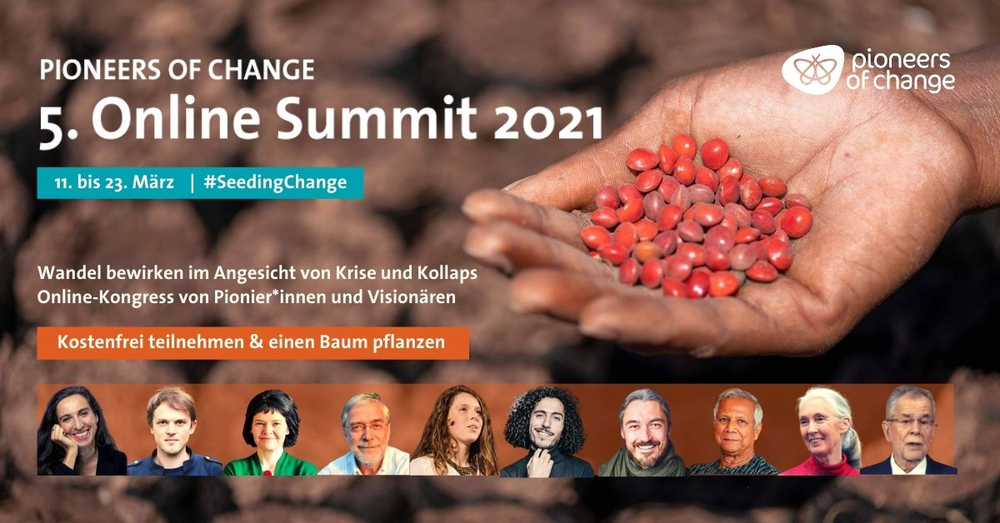 PIONEERS OF CHANGE
5. Online Summit 2021
11. bis 23. März | #SeedingChange
Wandel bewirken im Angesicht von Krise und Kollaps
Online-Kongress von Pionier*innen und Visionären
Kostenfrei teilnehmen & einen Baum pflanzen
pioneers
of change